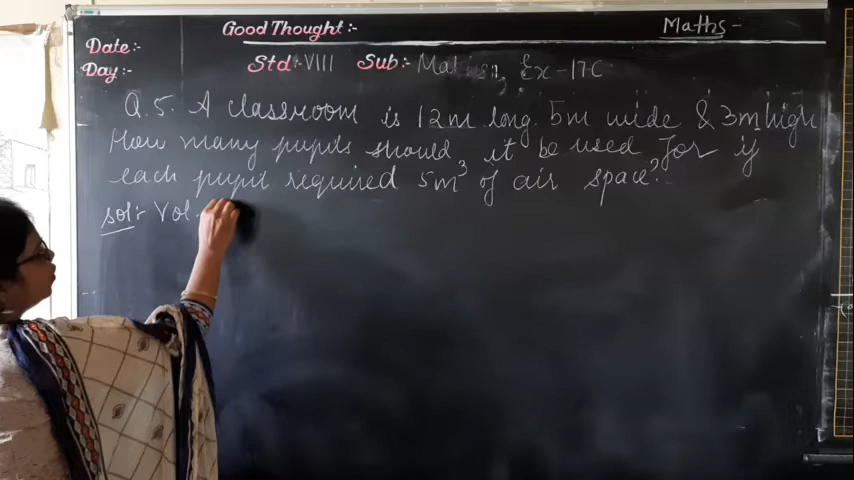 Maths-
Good Thought:-
Date:-
Day:-
Std:-VIII Sub:- Maths, Ex-17C
Q.5. A classroom is 12m long. 5m wide & 3m high
How many pupils should it be used for if
each pupil required 5m³ of air space?
sol:- Vol.